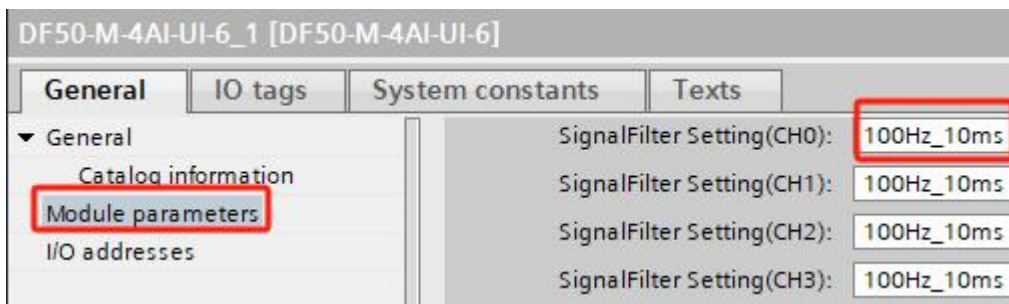 DF50-M-4AI-UI-6_1 [DF50-M-4AI-UI-6]
General IO tags System constants Texts
General
Catalog information
Module parameters
I/O addresses
SignalFilter Setting(CH0): 100Hz_10ms
SignalFilter Setting(CH1): 100Hz_10ms
SignalFilter Setting(CH2): 100Hz_10ms
SignalFilter Setting(CH3): 100Hz_10ms